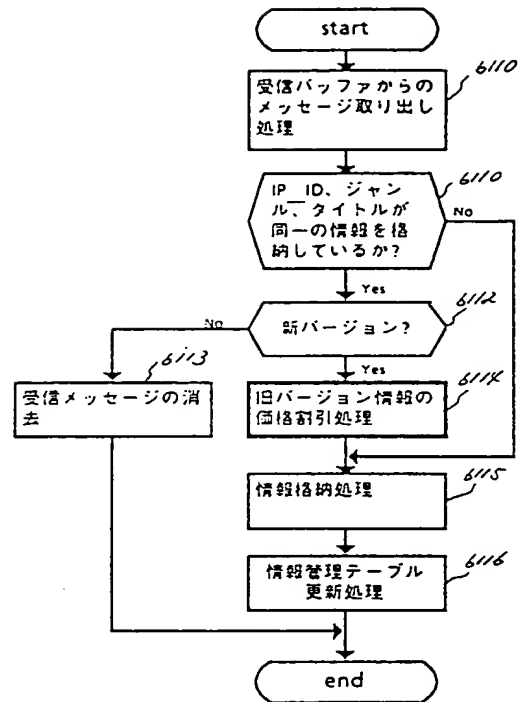 start
6110
受信バッファからの
メッセージ取り出し
処理
6110
IP_ID、ジャン
ル、タイトルが
同一の情報を格
納しているか?
No
Yes
6112
新バージョン?
No
Yes
6113
受信メッセージの消
去
6114
旧バージョン情報の
価格割引処理
6115
情報格納処理
6116
情報管理テーブル
更新処理
end